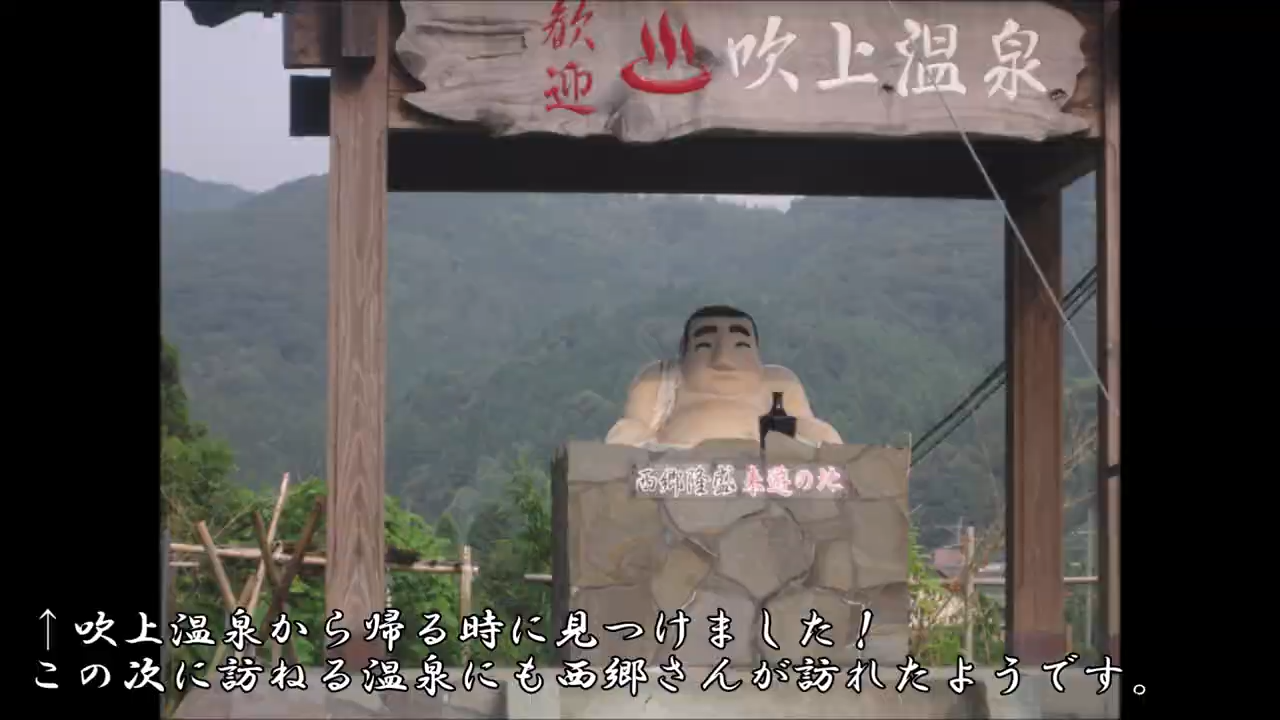 歓迎
♨吹上温泉
西郷隆盛 来遊の地
↑吹上温泉から帰る時に見つけました！
この次に訪ねる温泉にも西郷さんが訪れたようです。